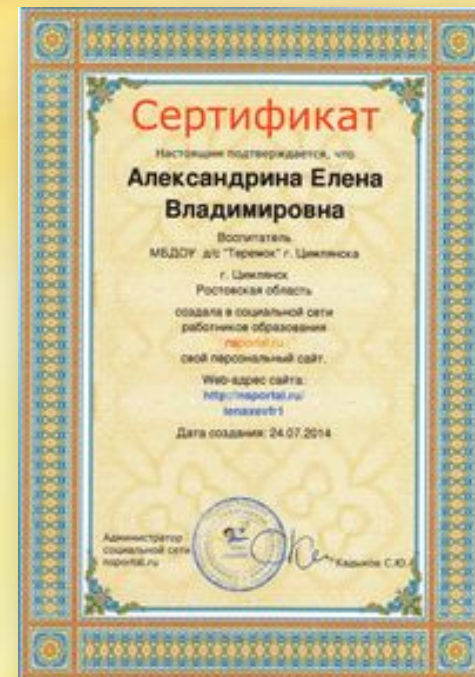 Сертификат
Настоящим подтверждается, что
Александрина Елена
Владимировна
Воспитатель
МБДОУ д/с "Теремок" г. Цимлянска
г. Цимлянск
Ростовская область
создала в социальной сети
работников образования
nsportal.ru
свой персональный сайт.
Web-адрес сайта:
http://nsportal.ru/
Дата создания: 24.07.2014
Администратор
социальной сети
nsportal.ru
Кадыков С.Ю.